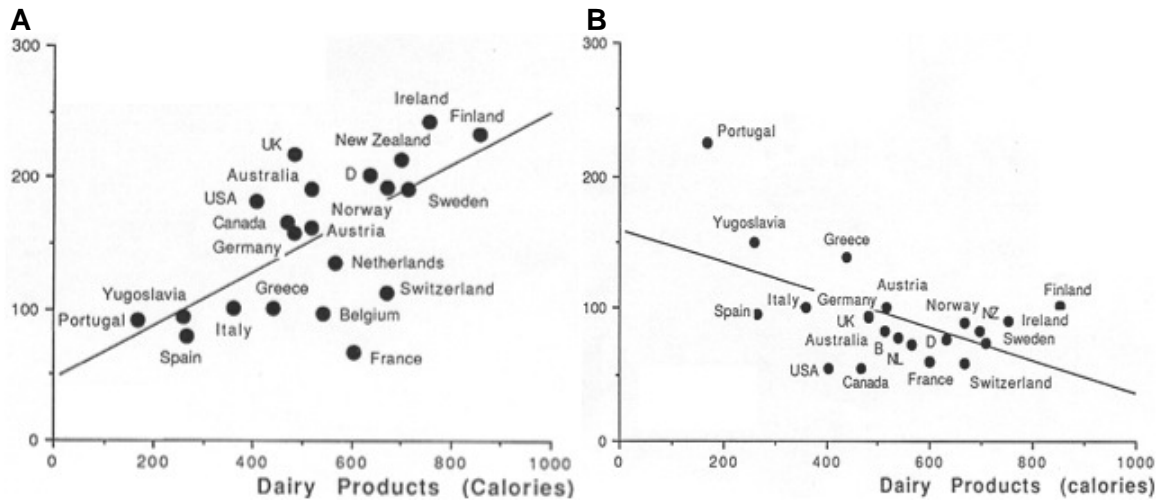 A
300
200
100
0
0
200
400
600
800
1000
Dairy Products (Calories)
Ireland
Finland
UK
New Zealand
Australia
D
USA
Norway
Sweden
Canada
Austria
Germany
Netherlands
Yugoslavia
Greece
Switzerland
Portugal
Italy
Belgium
Spain
France
B
300
200
100
0
0
200
400
600
800
1000
Dairy Products (calories)
Portugal
Yugoslavia
Greece
Austria
Finland
Spain
Italy
Germany
Norway
NZ
UK
Ireland
Australia
B
D
Sweden
NL
USA
Canada
France
Switzerland